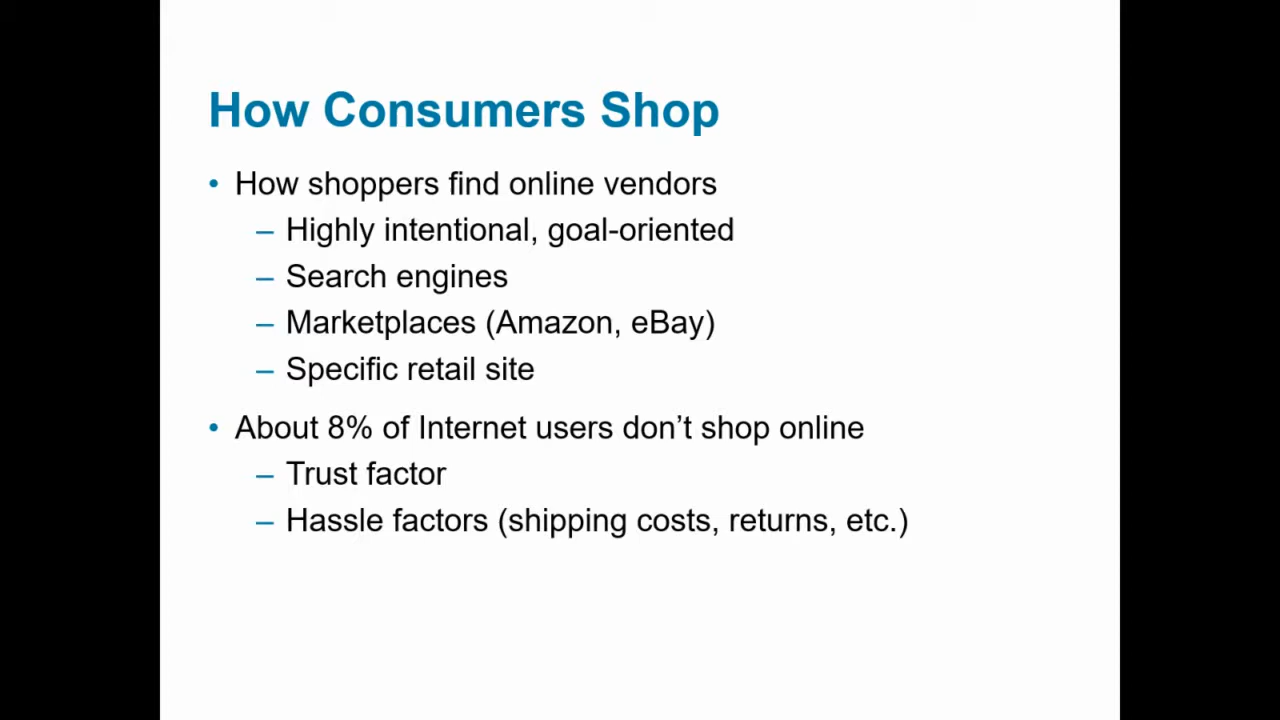 How Consumers Shop
• How shoppers find online vendors
– Highly intentional, goal-oriented
– Search engines
– Marketplaces (Amazon, eBay)
– Specific retail site
• About 8% of Internet users don’t shop online
– Trust factor
– Hassle factors (shipping costs, returns, etc.)